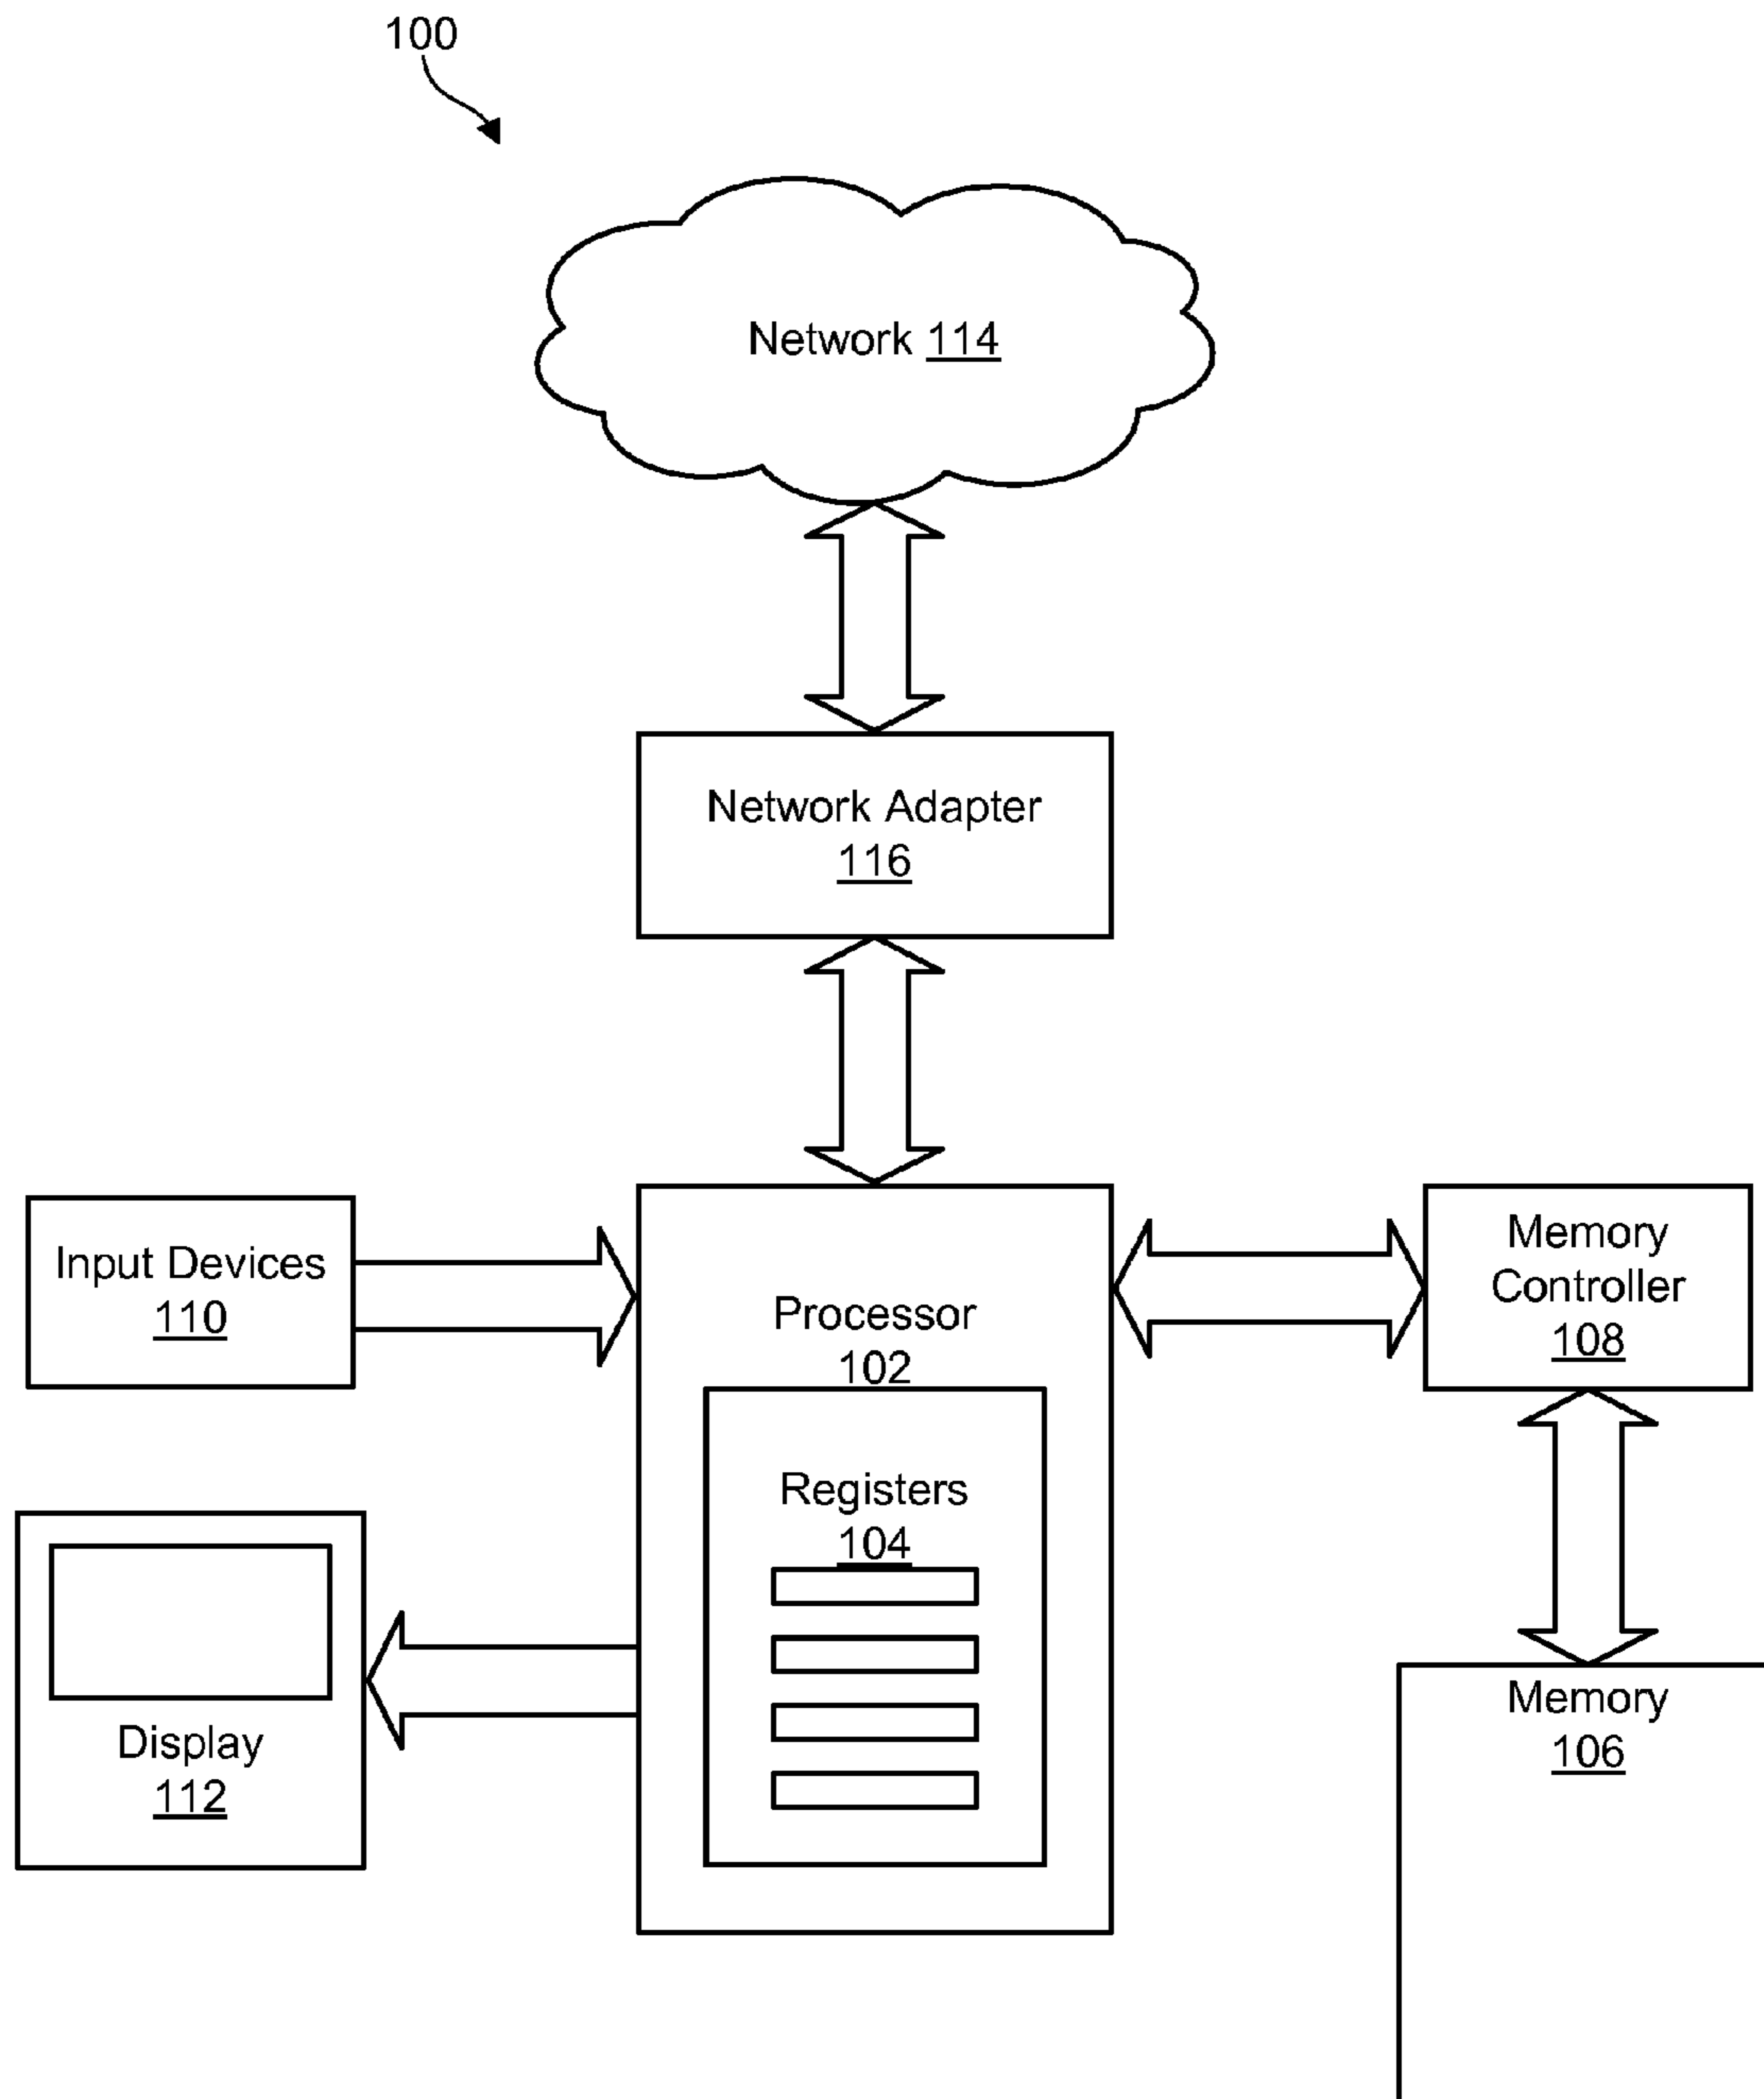 100
Network 114
Network Adapter
116
Input Devices
110
Processor
102
Memory
Controller
108
Registers
104
Display
112
Memory
106